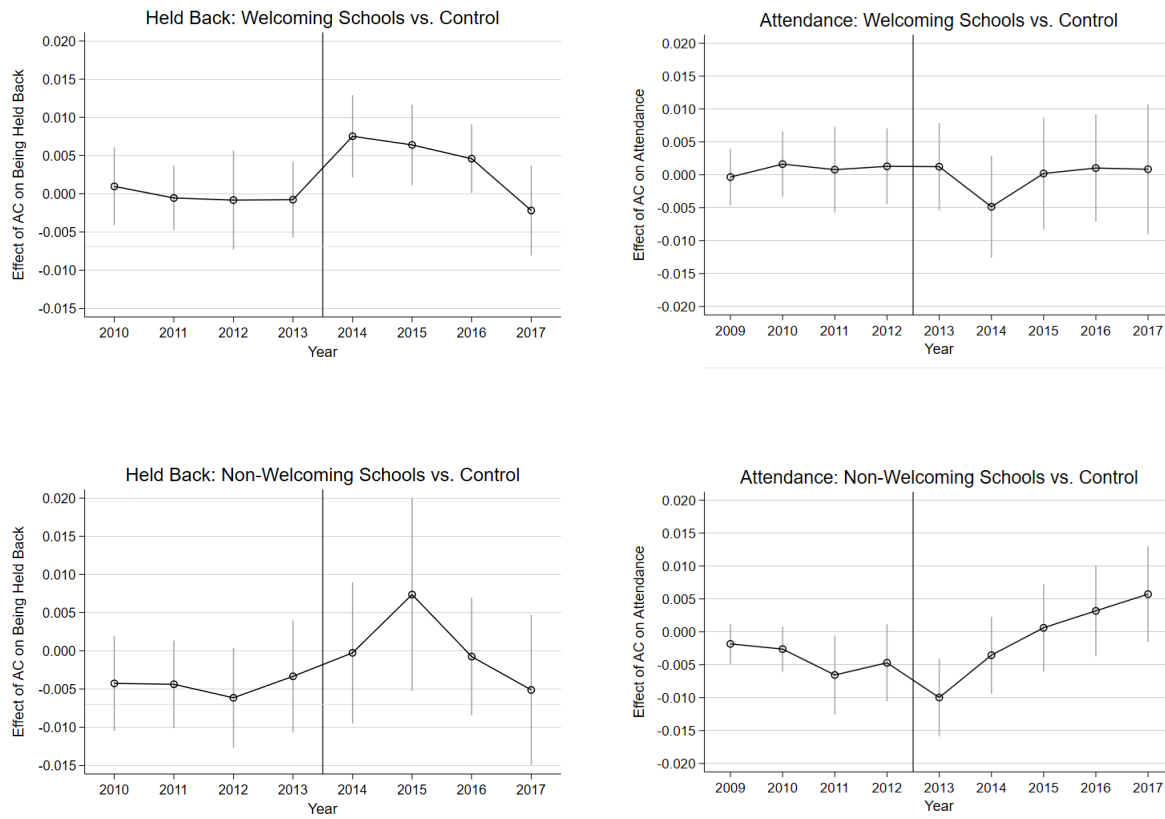 Held Back: Welcoming Schools vs. Control
Effect of AC on Being Held Back
0.020
0.015
0.010
0.005
0.000
-0.005
-0.010
-0.015
2010 2011 2012 2013 2014 2015 2016 2017
Year
Attendance: Welcoming Schools vs. Control
Effect of AC on Attendance
0.020
0.015
0.010
0.005
0.000
-0.005
-0.010
-0.015
-0.020
2009 2010 2011 2012 2013 2014 2015 2016 2017
Year
Held Back: Non-Welcoming Schools vs. Control
Effect of AC on Being Held Back
0.020
0.015
0.010
0.005
0.000
-0.005
-0.010
-0.015
2010 2011 2012 2013 2014 2015 2016 2017
Year
Attendance: Non-Welcoming Schools vs. Control
Effect of AC on Attendance
0.020
0.015
0.010
0.005
0.000
-0.005
-0.010
-0.015
-0.020
2009 2010 2011 2012 2013 2014 2015 2016 2017
Year